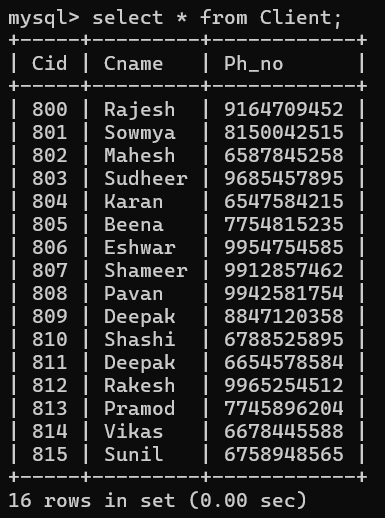 mysql> select * from Client;
+-----+---------+------------+
| Cid | Cname   | Ph_no      |
+-----+---------+------------+
| 800 | Rajesh  | 9164709452 |
| 801 | Sowmya  | 8150042515 |
| 802 | Mahesh  | 6587845258 |
| 803 | Sudheer | 9685457895 |
| 804 | Karan   | 6547584215 |
| 805 | Beena   | 7754815235 |
| 806 | Eshwar  | 9954754585 |
| 807 | Shameer | 9912857462 |
| 808 | Pavan   | 9942581754 |
| 809 | Deepak  | 8847120358 |
| 810 | Shashi  | 6788525895 |
| 811 | Deepak  | 6654578584 |
| 812 | Rakesh  | 9965254512 |
| 813 | Pramod  | 7745896204 |
| 814 | Vikas   | 6678445588 |
| 815 | Sunil   | 6758948565 |
+-----+---------+------------+
16 rows in set (0.00 sec)